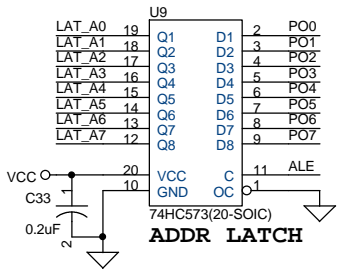 U9
LAT_A0 19 Q1 D1 2 PO0
LAT_A1 18 Q2 D2 3 PO1
LAT_A2 17 Q3 D3 4 PO2
LAT_A3 16 Q4 D4 5 PO3
LAT_A4 15 Q5 D5 6 PO4
LAT_A5 14 Q6 D6 7 PO5
LAT_A6 13 Q7 D7 8 PO6
LAT_A7 12 Q8 D8 9 PO7
VCC 20 VCC C 11 ALE
1 10 GND OC 1
C33
74HC573(20-SOIC)
0.2uF
2
ADDR LATCH